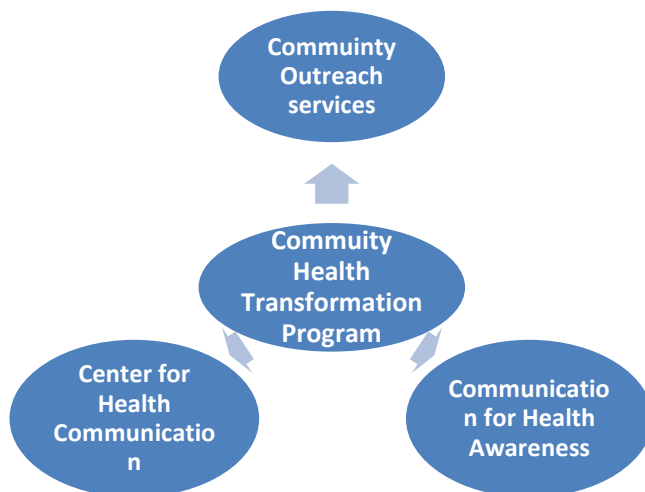 Commuinty
Outreach
services
Commuity
Health
Transformation
Program
Center for
Health
Communicatio
n
Communicatio
n for Health
Awareness